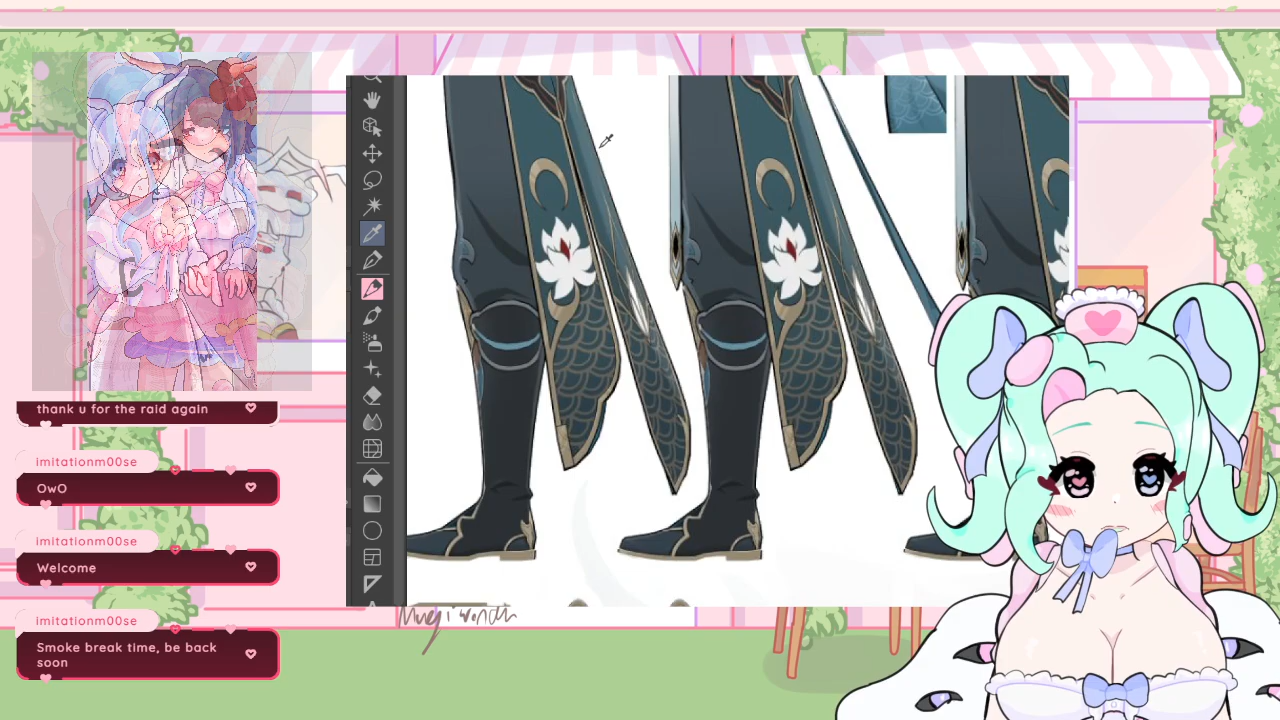 thank u for the raid again
imitationm00se
OwO
imitationm00se
Welcome
imitationm00se
Smoke break time, be back
soon